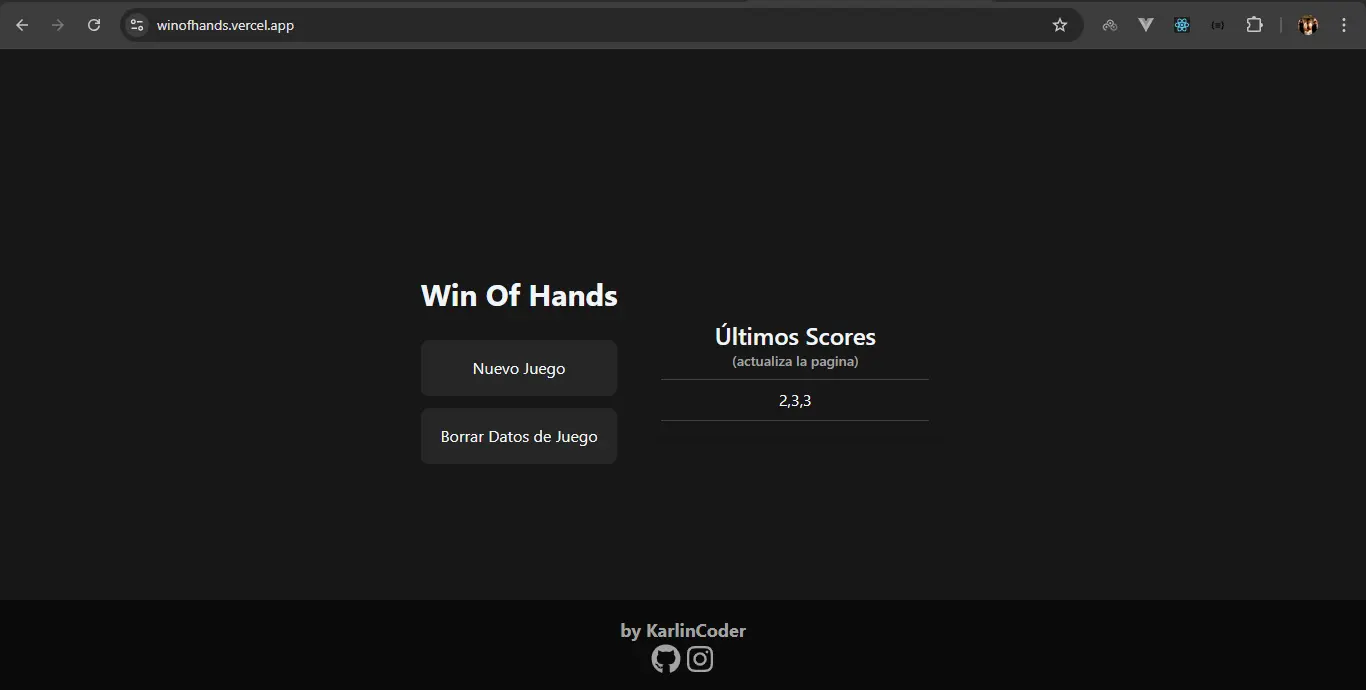 winofhands.vercel.app
Win Of Hands
Nuevo Juego
Borrar Datos de Juego
Últimos Scores
(actualiza la pagina)
2,3,3
by KarlinCoder